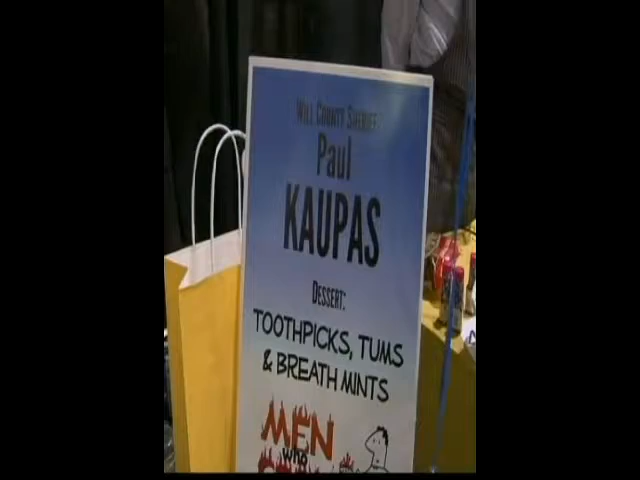 WILL COUNTY SHERIFF
Paul
KAUPAS
DESSERT:
TOOTHPICKS, TUMS
& BREATH MINTS
MEN
who